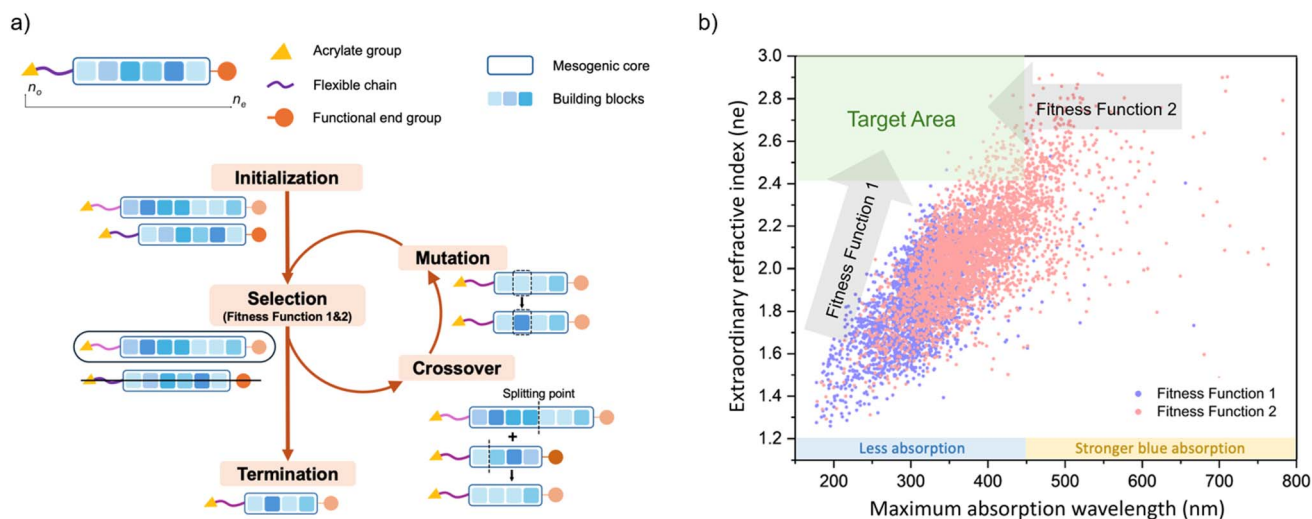 a)
Acrylate group
Flexible chain
Functional end group
Mesogenic core
Building blocks
nₒ
nₑ
Initialization
Selection
(Fitness Function 1&2)
Mutation
Crossover
Splitting point
+
Termination
b)
Extraordinary refractive index (ne)
3.0
2.8
2.6
2.4
2.2
2.0
1.8
1.6
1.4
1.2
Target Area
Fitness Function 2
Fitness Function 1
Fitness Function 1
Fitness Function 2
Less absorption
Stronger blue absorption
200 300 400 500 600 700 800
Maximum absorption wavelength (nm)